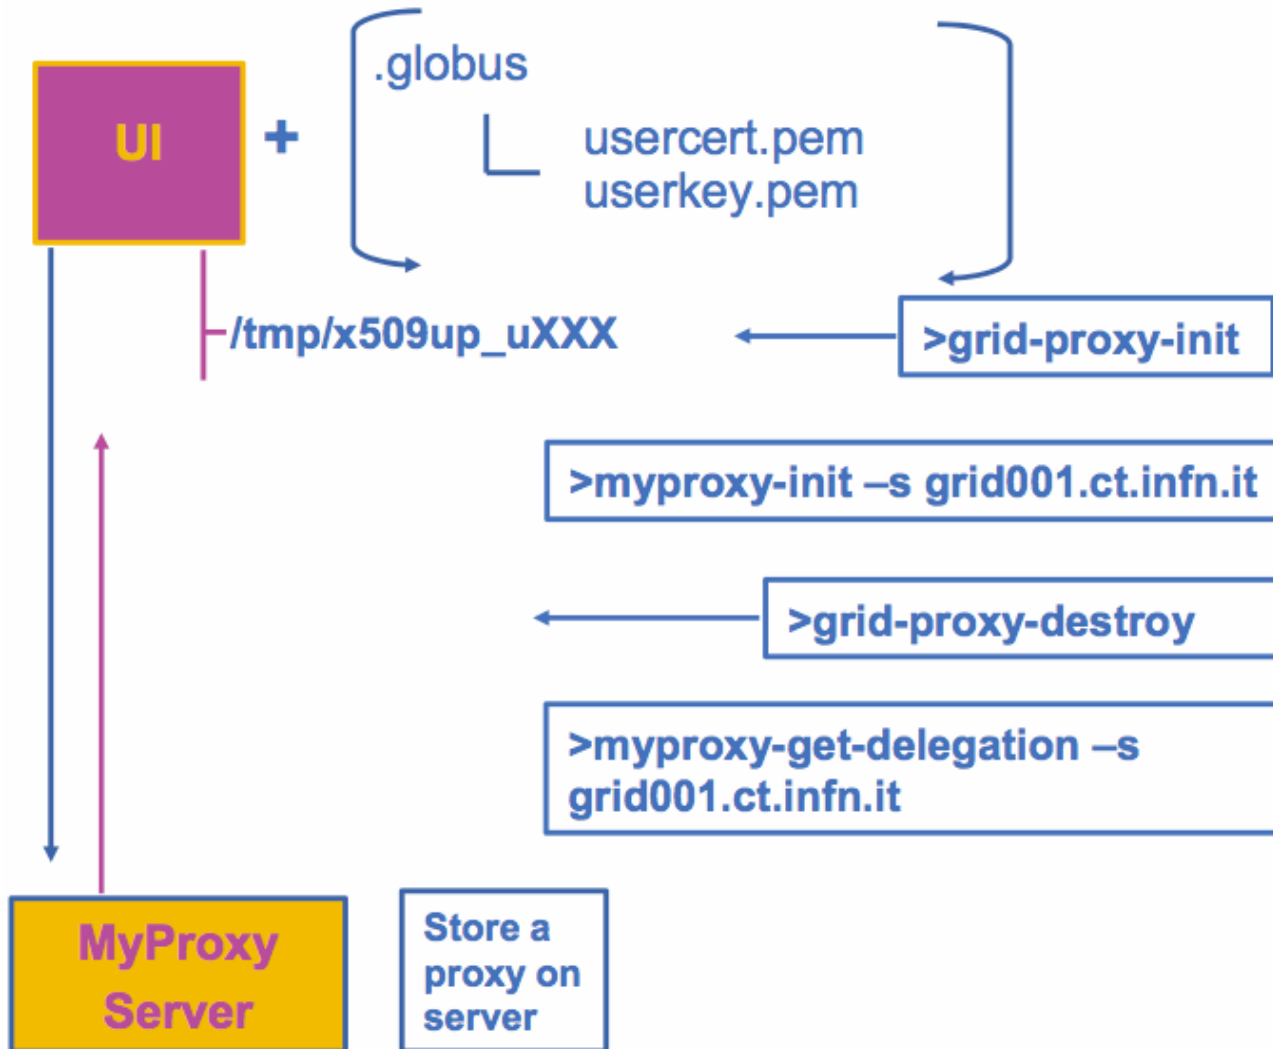 .globus
UI
+
usercert.pem
userkey.pem
/tmp/x509up_uXXX
>grid-proxy-init
>myproxy-init –s grid001.ct.infn.it
>grid-proxy-destroy
>myproxy-get-delegation –s
grid001.ct.infn.it
MyProxy
Server
Store a
proxy on
server